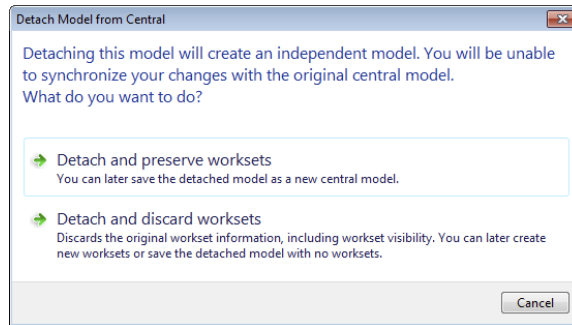 Detach Model from Central
Detaching this model will create an independent model. You will be unable
to synchronize your changes with the original central model.
What do you want to do?
Detach and preserve worksets
You can later save the detached model as a new central model.
Detach and discard worksets
Discards the original workset information, including workset visibility. You can later create
new worksets or save the detached model with no worksets.
Cancel